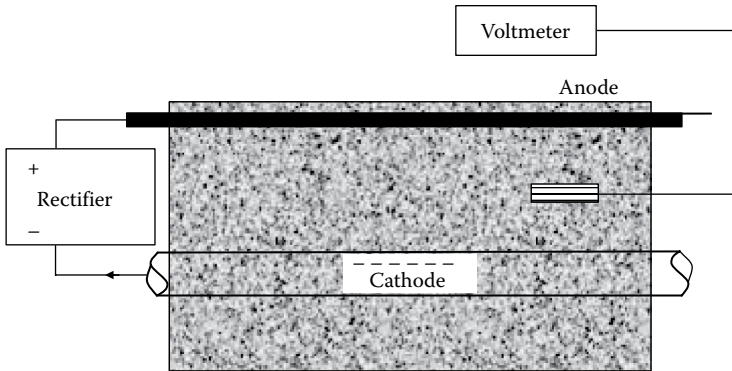 Voltmeter
Anode
+
Rectifier
–
Cathode